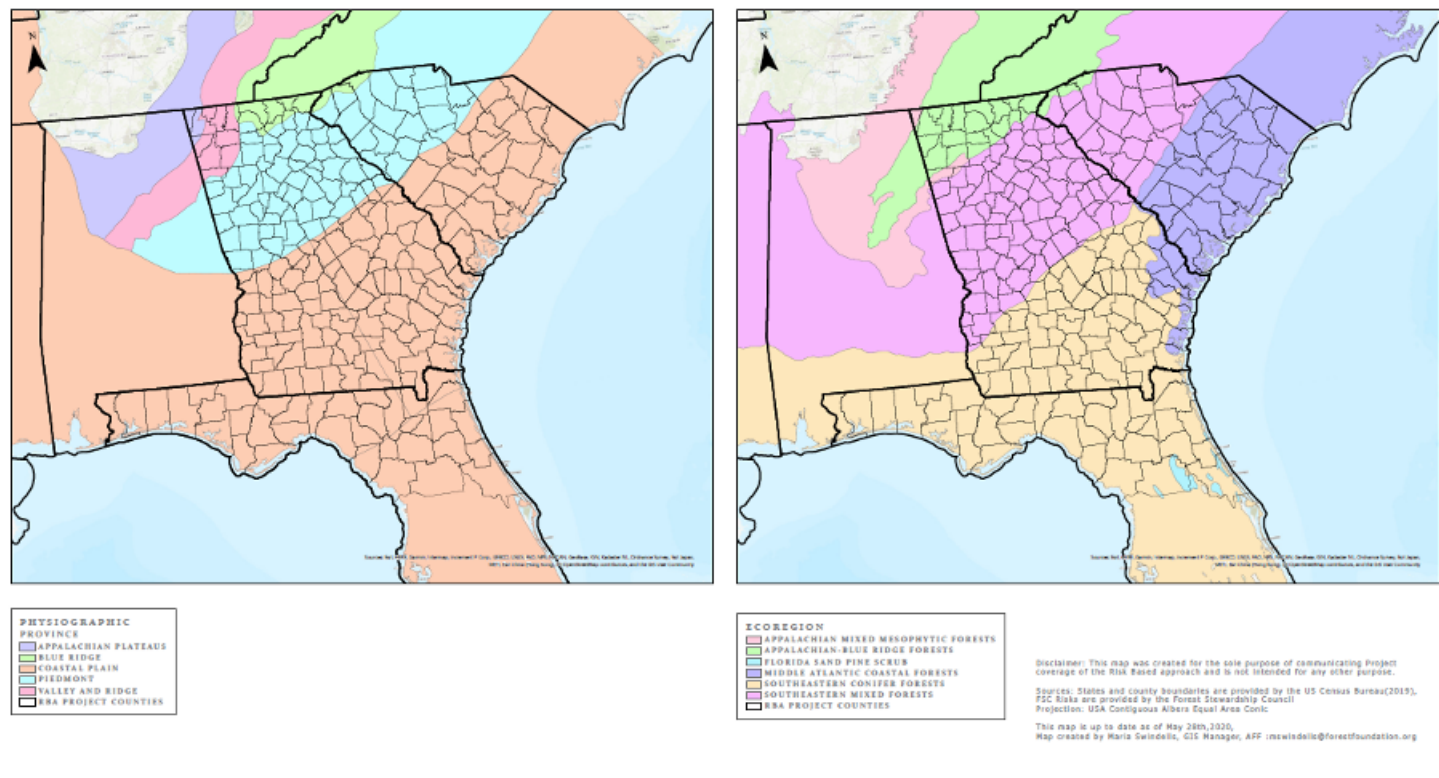 N
N
PHYSIOGRAPHIC
PROVINCE
APPALACHIAN PLATEAUS
BLUE RIDGE
COASTAL PLAIN
PIEDMONT
VALLEY AND RIDGE
RBA PROJECT COUNTIES
ECOREGION
APPALACHIAN MIXED MESOPHYTIC FORESTS
APPALACHIAN-BLUE RIDGE FORESTS
FLORIDA SAND PINE SCRUB
MIDDLE ATLANTIC COASTAL FORESTS
SOUTHEASTERN CONIFER FORESTS
SOUTHEASTERN MIXED FORESTS
RBA PROJECT COUNTIES
Disclaimer: This map was created for the sole purpose of communicating Project
coverage of the Risk Based approach and is not intended for any other purpose.
Sources: States and county boundaries are provided by the US Census Bureau(2019),
FSC Risks are provided by the Forest Stewardship Council
Projection: USA Contiguous Albers Equal Area Conic
This map is up to date as of May 28th,2020,
Map created by Maria Swindells, GIS Manager, AFF :mswindells@forestfoundation.org